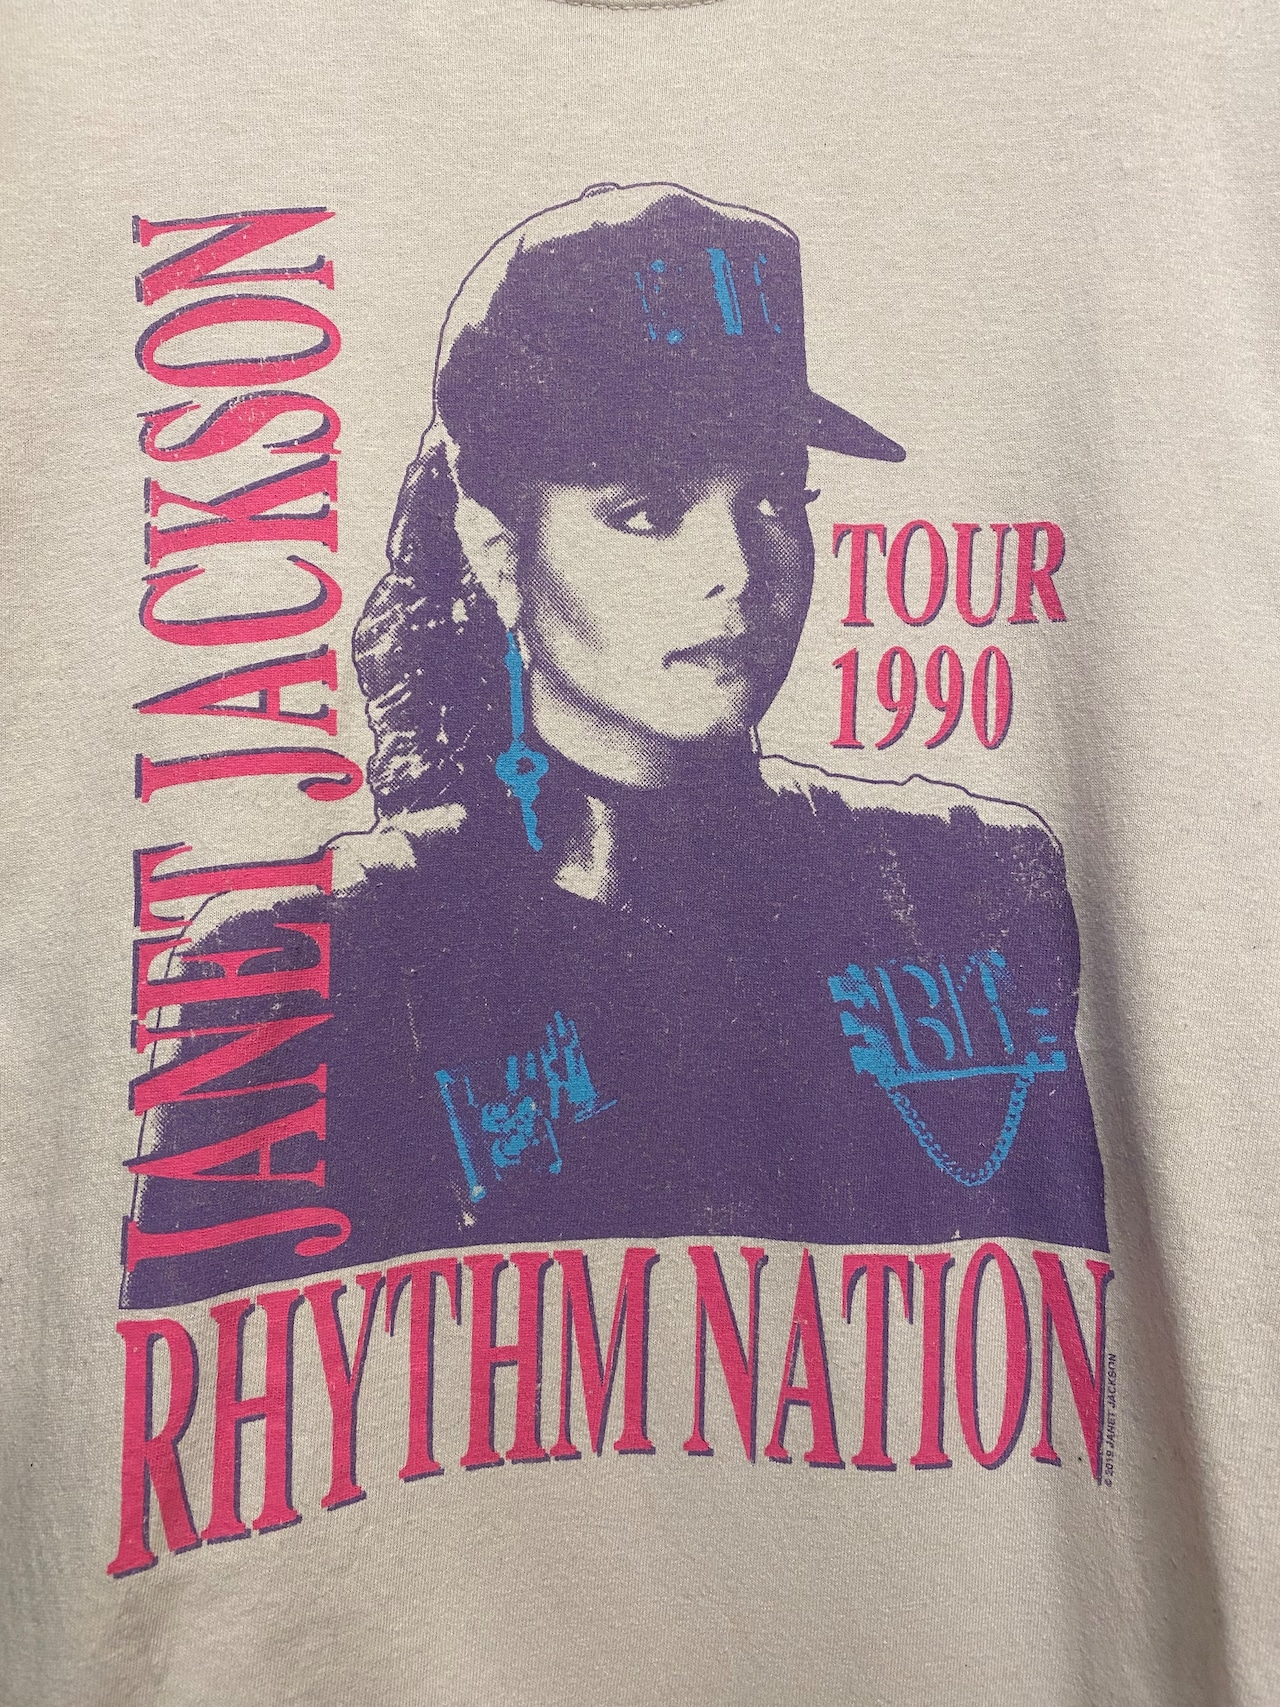 JANET JACKSON
TOUR
1990
RHYTHM NATION
© 2019 JANET JACKSON